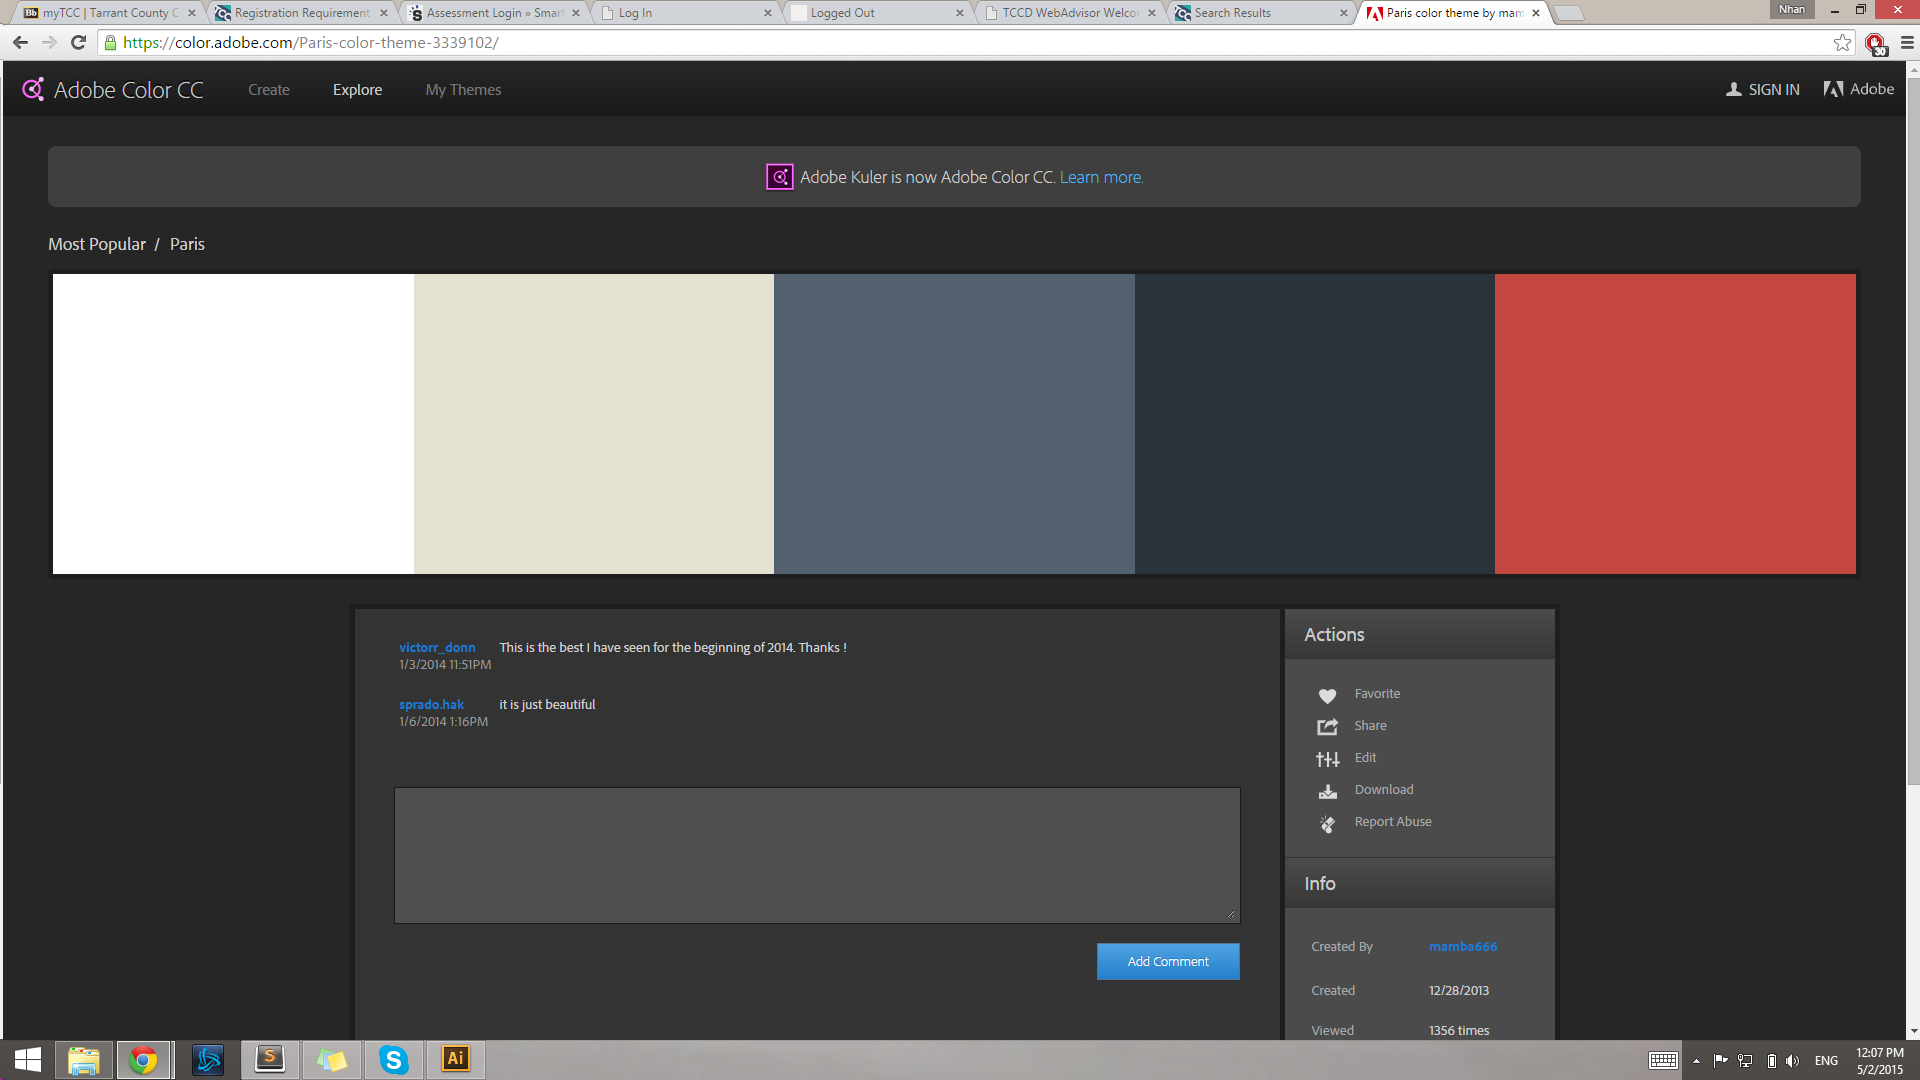 myTCC | Tarrant County C
Registration Requirement
Assessment Login » Smar
Log In
Logged Out
TCCD WebAdvisor Welco
Search Results
Paris color theme by mam
Nhan
https://color.adobe.com/Paris-color-theme-3339102/
30
Adobe Color CC
Create
Explore
My Themes
SIGN IN
Adobe
Adobe Kuler is now Adobe Color CC. Learn more.
Most Popular / Paris
victorr_donn This is the best I have seen for the beginning of 2014. Thanks !
1/3/2014 11:51PM
sprado.hak it is just beautiful
1/6/2014 1:16PM
Add Comment
Actions
Favorite
Share
Edit
Download
Report Abuse
Info
Created By mamba666
Created 12/28/2013
Viewed 1356 times
ENG
12:07 PM
5/2/2015